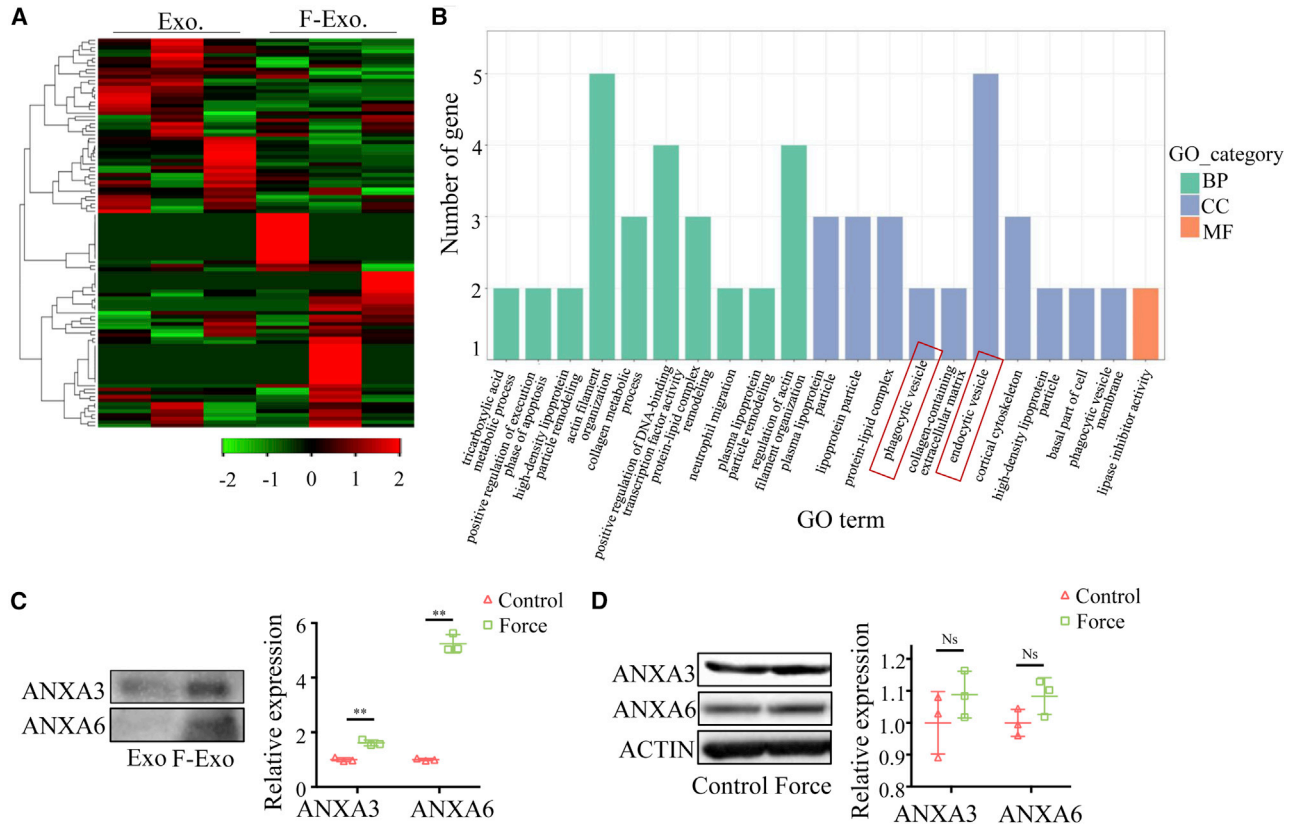 A
Exo.
F-Exo.
-2
-1
0
1
2
B
Number of gene
5
4
3
2
1
tricarboxylic acid
metabolic process
positive regulation of execution
phase of apoptosis
high-density lipoprotein
particle remodeling
actin filament
organization
collagen metabolic
process
positive regulation of DNA-binding
transcription factor activity
protein-lipid complex
remodeling
neutrophil migration
plasma lipoprotein
particle remodeling
regulation of actin
filament organization
plasma lipoprotein
particle
lipoprotein particle
protein-lipid complex
phagocytic vesicle
collagen-containing
extracellular matrix
endocytic vesicle
cortical cytoskeleton
high-density lipoprotein
particle
basal part of cell
phagocytic vesicle
membrane
lipase inhibitor activity
GO term
GO_category
BP
CC
MF
C
ANXA3
ANXA6
Exo F-Exo
Relative expression
6
4
2
0
**
**
ANXA3
ANXA6
Control
Force
D
ANXA3
ANXA6
ACTIN
Control Force
Relative expression
1.2
1.1
1.0
0.9
0.8
Ns
Ns
ANXA3
ANXA6
Control
Force